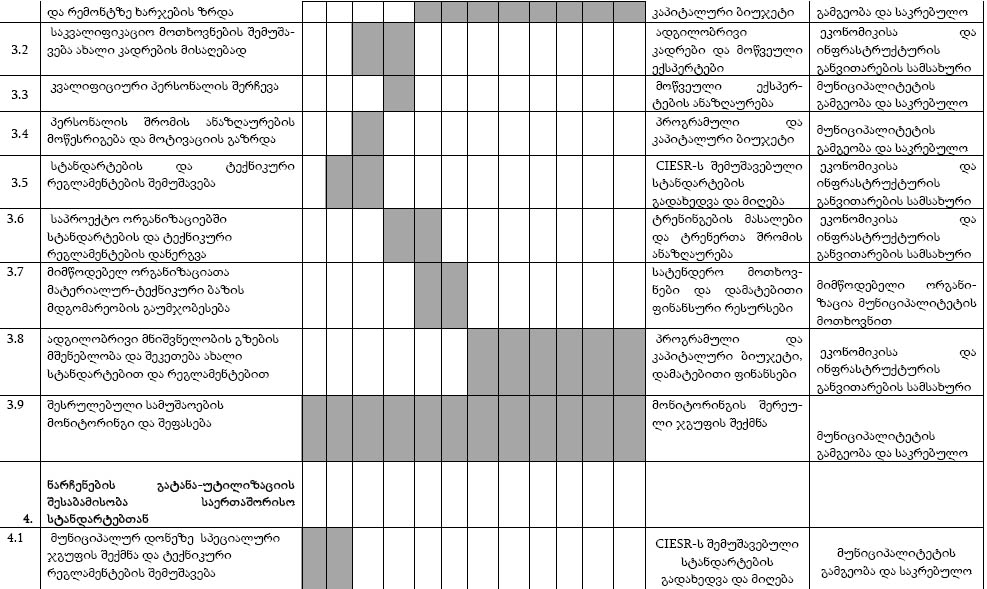 და რემონტზე ხარჯების ზრდა
კაპიტალური ბიუჯეტი
გამგეობა და საკრებულო
3.2
საკვალიფიკაციო მოთხოვნების შემუშა-
ვება ახალი კადრების მისაღებად
ადგილობრივი
კადრები და მოწვეული
ექსპერტები
ეკონომიკისა და
ინფრასტრუქტურის
განვითარების სამსახური
3.3
კვალიფიციური პერსონალის შერჩევა
მოწვეული ექსპერ-
ტების ანაზღაურება
მუნიციპალიტეტის
გამგეობა და საკრებულო
3.4
პერსონალის შრომის ანაზღაურების
მოწესრიგება და მოტივაციის გაზრდა
პროგრამული და
კაპიტალური ბიუჯეტი
მუნიციპალიტეტის
გამგეობა და საკრებულო
3.5
სტანდარტების და ტექნიკური
რეგლამენტების შემუშავება
CIESR-ს შემუშავებული
სტანდარტების
გადახედვა და მიღება
ეკონომიკისა და
ინფრასტრუქტურის
განვითარების სამსახური
3.6
საპროექტო ორგანიზაციებში
სტანდარტების და ტექნიკური
რეგლამენტების დანერგვა
ტრენინგების მასალები
და ტრენერთა შრომის
ანაზღაურება
ეკონომიკისა და
ინფრასტრუქტურის
განვითარების სამსახური
3.7
მიმწოდებელ ორგანიზაციათა
მატერიალურ-ტექნიკური ბაზის
მდგომარეობის გაუმჯობესება
სატენდერო მოთხოვ-
ნები და დამატებითი
ფინანსური რესურსები
მიმწოდებელი ორგანი-
ზაცია მუნიციპალიტეტის
მოთხოვნით
3.8
ადგილობრივი მნიშვნელობის გზების
მშენებლობა და შეკეთება ახალი
სტანდარტებით და რეგლამენტებით
პროგრამული და
კაპიტალური ბიუჯეტი,
დამატებითი ფინანსები
ეკონომიკისა და
ინფრასტრუქტურის
განვითარების სამსახური
3.9
შესრულებული სამუშაოების
მონიტორინგი და შეფასება
მონიტორინგის შერეუ-
ლი ჯგუფის შექმნა
მუნიციპალიტეტის
გამგეობა და საკრებულო
4.
ნარჩენების გატანა-უტილიზაციის
შესაბამისობა საერთაშორისო
სტანდარტებთან
4.1
მუნიციპალურ დონეზე სპეციალური
ჯგუფის შექმნა და ტექნიკური
რეგლამენტების შემუშავება
CIESR-ს შემუშავებული
სტანდარტების
გადახედვა და მიღება
მუნიციპალიტეტის
გამგეობა და საკრებულო